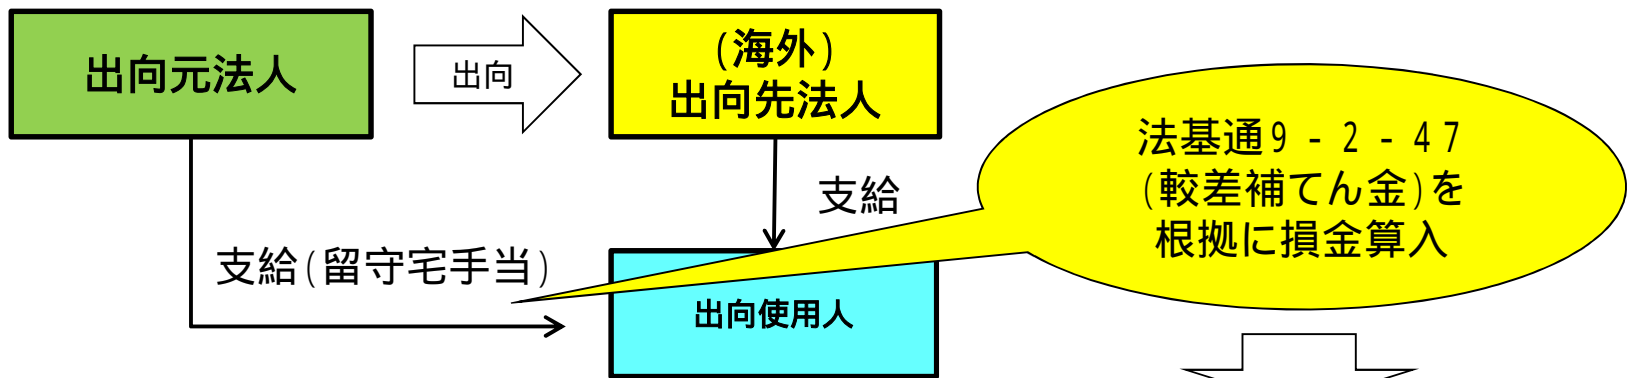 出向元法人
出向
(海外)
出向先法人
法基通9-2-47
(較差補てん金)を
根拠に損金算入
支給
支給(留守宅手当)
出向使用人